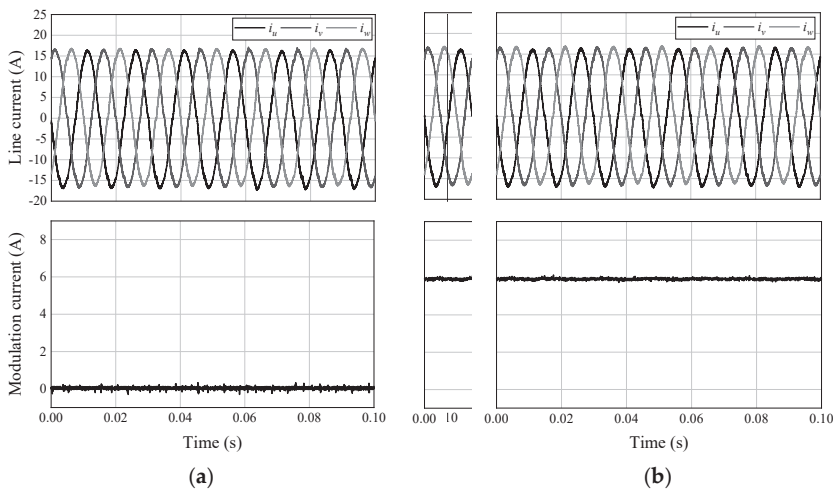 25
20
15
10
5
0
-5
-10
-15
-20
Line current (A)
i_u i_v i_w
i_u i_v i_w
8
6
4
2
0
Modulation current (A)
0.00 0.02 0.04 0.06 0.08 0.10
Time (s)
(a)
0.00 10
0.00 0.02 0.04 0.06 0.08 0.10
Time (s)
(b)